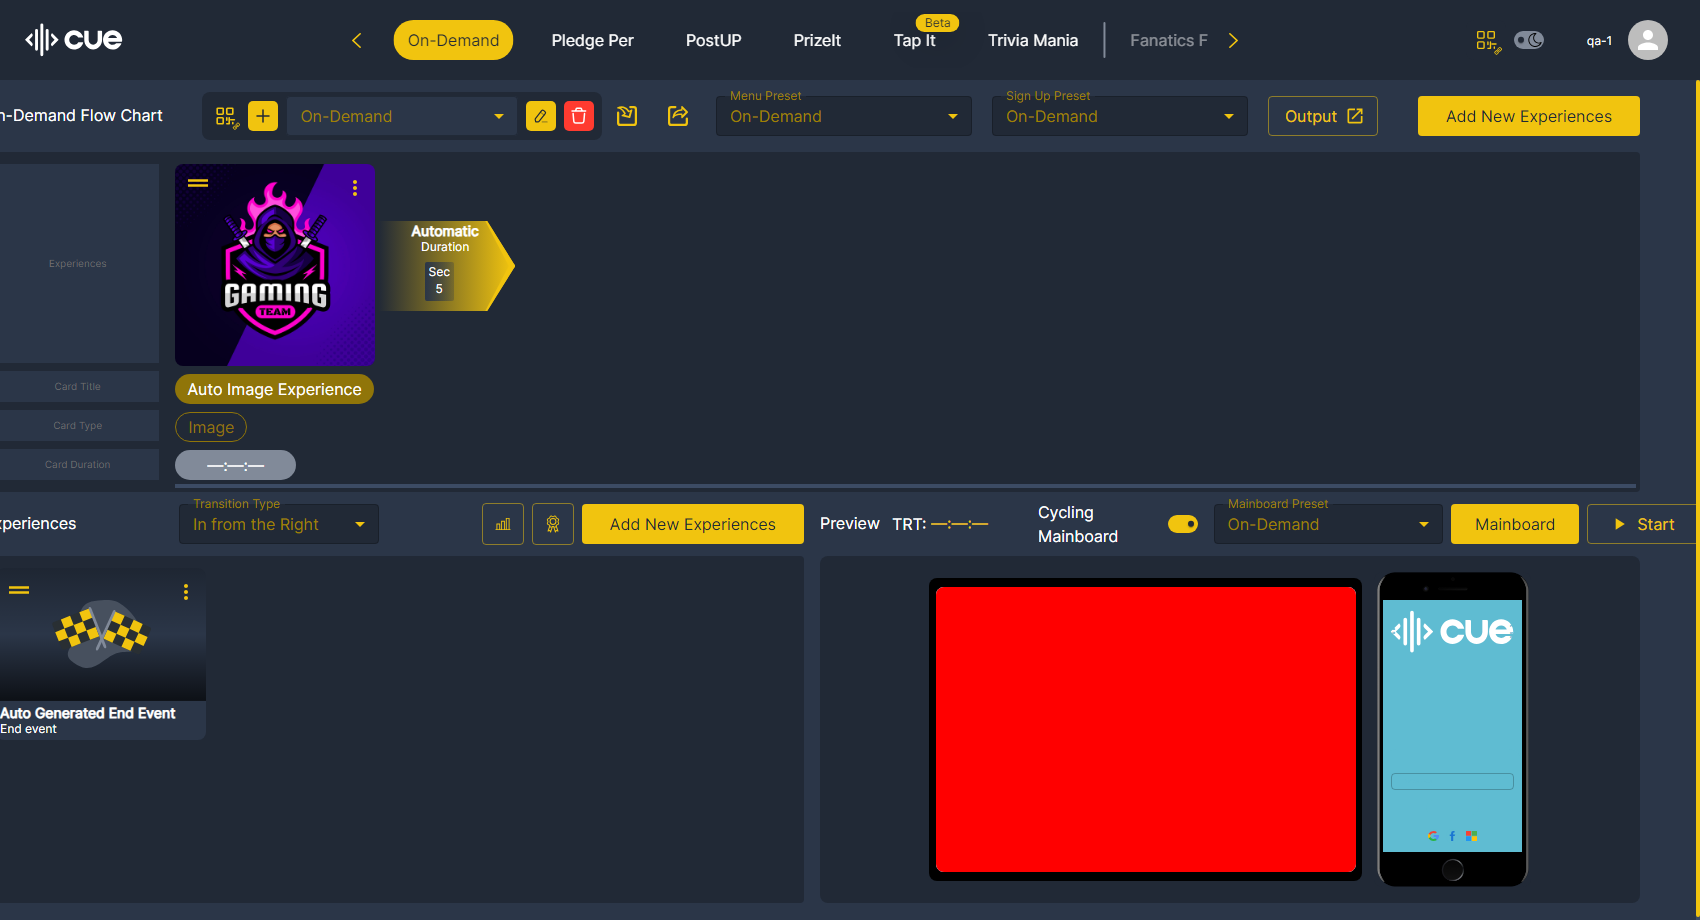 cue
On-Demand
Pledge Per
PostUP
PrizeIt
Beta
Tap It
Trivia Mania
Fanatics F
qa-1
n-Demand Flow Chart
On-Demand
Menu Preset
On-Demand
Sign Up Preset
On-Demand
Output
Add New Experiences
Experiences
GAMING
TEAM
Automatic
Duration
Sec
5
Card Title
Auto Image Experience
Card Type
Image
Card Duration
—:—:—
xperiences
Transition Type
In from the Right
Add New Experiences
Preview
TRT: —:—:—
Cycling
Mainboard
Mainboard Preset
On-Demand
Mainboard
Start
Auto Generated End Event
End event
cue